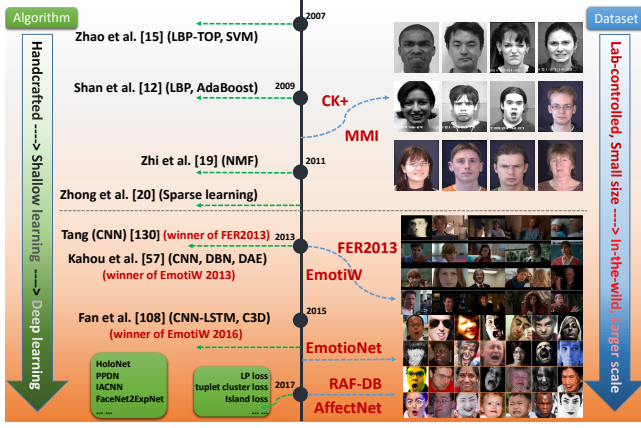 Algorithm
Dataset
2007
Zhao et al. [15] (LBP-TOP, SVM)
2009
Shan et al. [12] (LBP, AdaBoost)
CK+
MMI
Zhi et al. [19] (NMF)
2011
Zhong et al. [20] (Sparse learning)
Tang (CNN) [130] (winner of FER2013)
2013
FER2013
Kahou et al. [57] (CNN, DBN, DAE)
(winner of EmotiW 2013)
EmotiW
2015
Fan et al. [108] (CNN-LSTM, C3D)
(winner of EmotiW 2016)
EmotioNet
HoloNet
PPDN
IACNN
FaceNet2ExpNet
... ...
LP loss
tuplet cluster loss
Island loss
... ...
2017
RAF-DB
AffectNet
Handcrafted ----> Shallow learning ----> Deep learning
Lab-controlled, Small size ----> In-the-wild, Larger scale